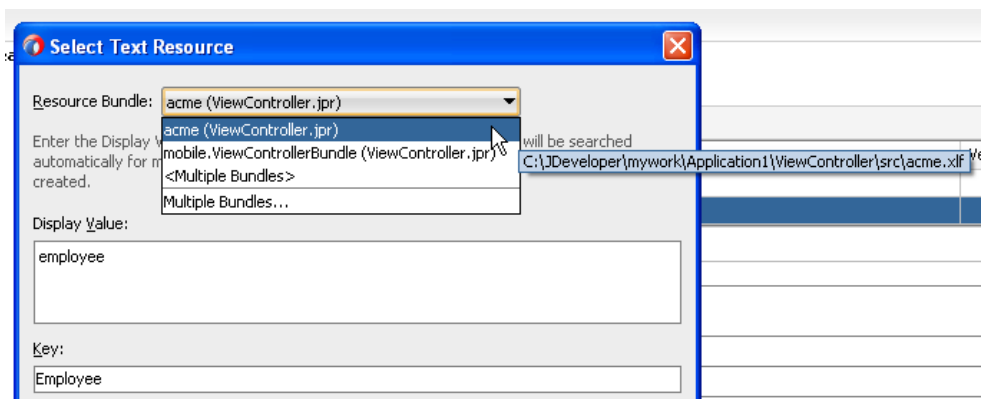 Select Text Resource
Resource Bundle: acme (ViewController.jpr)
acme (ViewController.jpr)
Enter the Display will be searched
mobile.ViewControllerBundle (ViewController.jpr)
C:\JDeveloper\mywork\Application1\ViewController\src\acme.xlf
automatically for
<Multiple Bundles>
created.
Multiple Bundles...
Display Value:
employee
Key:
Employee